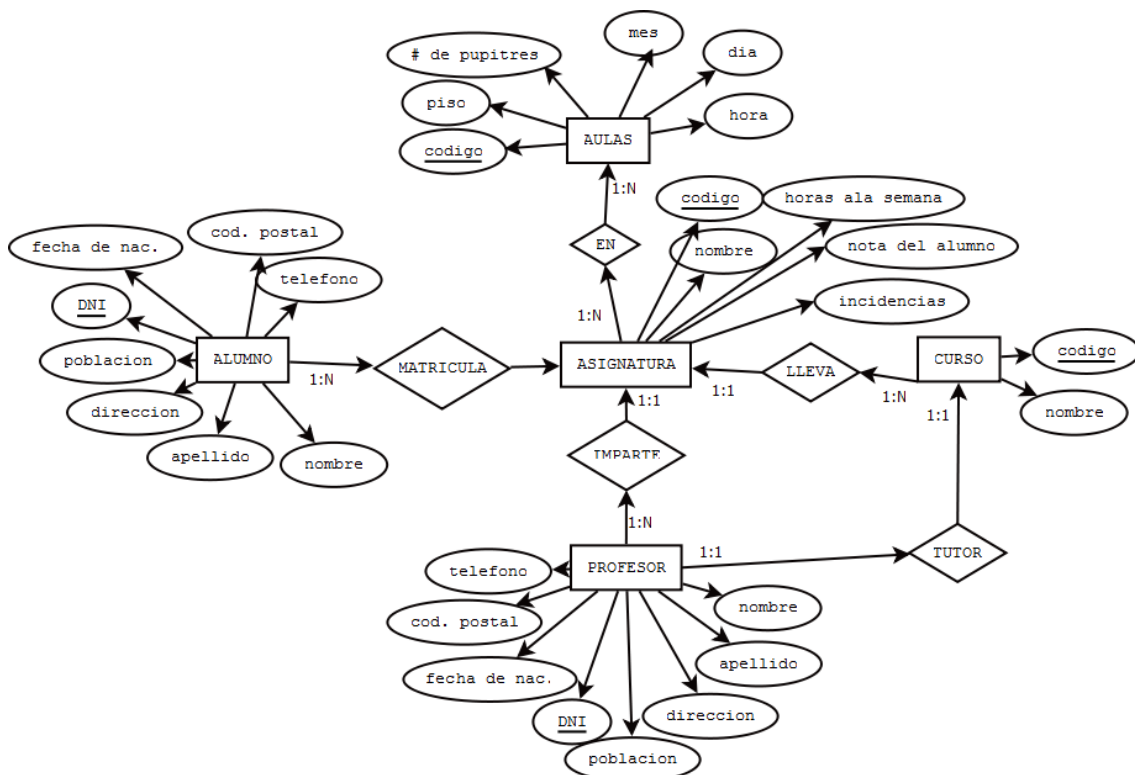 mes
# de pupitres
dia
piso
hora
AULAS
codigo
1:N
codigo
horas ala semana
cod. postal
fecha de nac.
EN
nombre
nota del alumno
telefono
DNI
incidencias
1:N
codigo
poblacion
ALUMNO
MATRICULA
ASIGNATURA
LLEVA
CURSO
1:N
1:1
1:N
1:1
1:1
direccion
nombre
apellido
nombre
IMPARTE
1:N
1:1
TUTOR
telefono
PROFESOR
nombre
cod. postal
apellido
fecha de nac.
direccion
DNI
poblacion